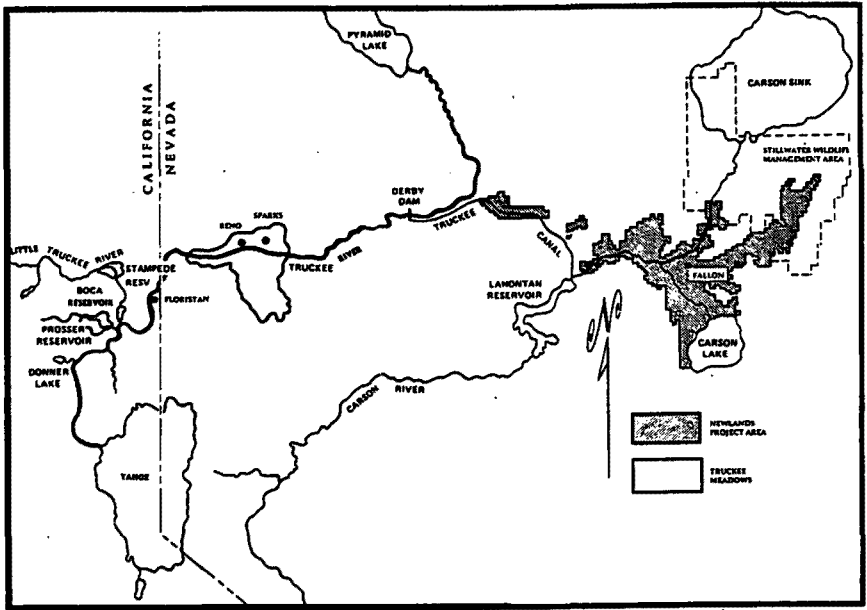 PYRAMID
LAKE
CARSON SINK
CALIFORNIA
NEVADA
STILLWATER WILDLIFE
MANAGEMENT AREA
DERBY
DAM
RENO
SPARKS
TRUCKEE
CANAL
LITTLE TRUCKEE RIVER
STAMPEDE
RESV
TRUCKEE RIVER
FALLON
BOCA
RESERVOIR
FLORISTAN
LAHONTAN
RESERVOIR
N
PROSSER
RESERVOIR
CARSON
LAKE
DONNER
LAKE
CARSON RIVER
NEWLANDS
PROJECT AREA
TAHOE
TRUCKEE
MEADOWS